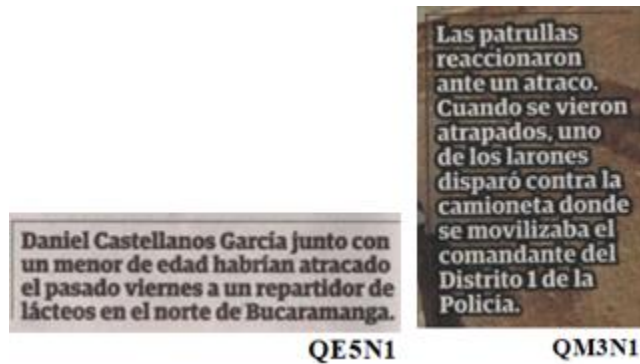 Daniel Castellanos García junto con
un menor de edad habrían atracado
el pasado viernes a un repartidor de
lácteos en el norte de Bucaramanga.
QE5N1
Las patrullas
reaccionaron
ante un atraco.
Cuando se vieron
atrapados, uno
de los larones
disparó contra la
camioneta donde
se movilizaba el
comandante del
Distrito 1 de la
Policía.
QM3N1